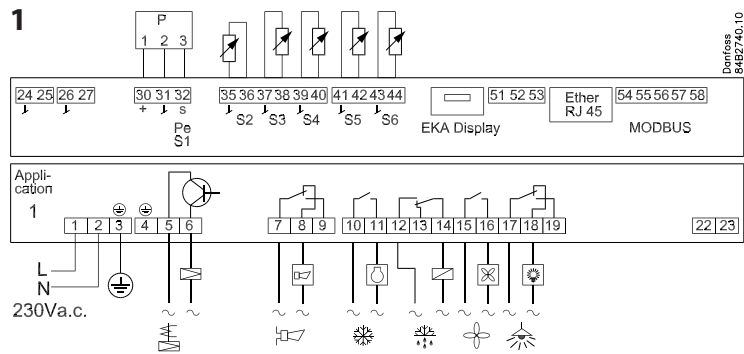 1
P
1 2 3
Danfoss
84B2740.10
24 25 26 27 30 31 32 35 36 37 38 39 40 41 42 43 44 51 52 53 54 55 56 57 58
+ s
Pe
S1
S2 S3 S4 S5 S6
EKA Display
Ether
RJ 45
MODBUS
Appli-
cation
1
1 2 3 4 5 6 7 8 9 10 11 12 13 14 15 16 17 18 19 22 23
L
N
230Va.c.